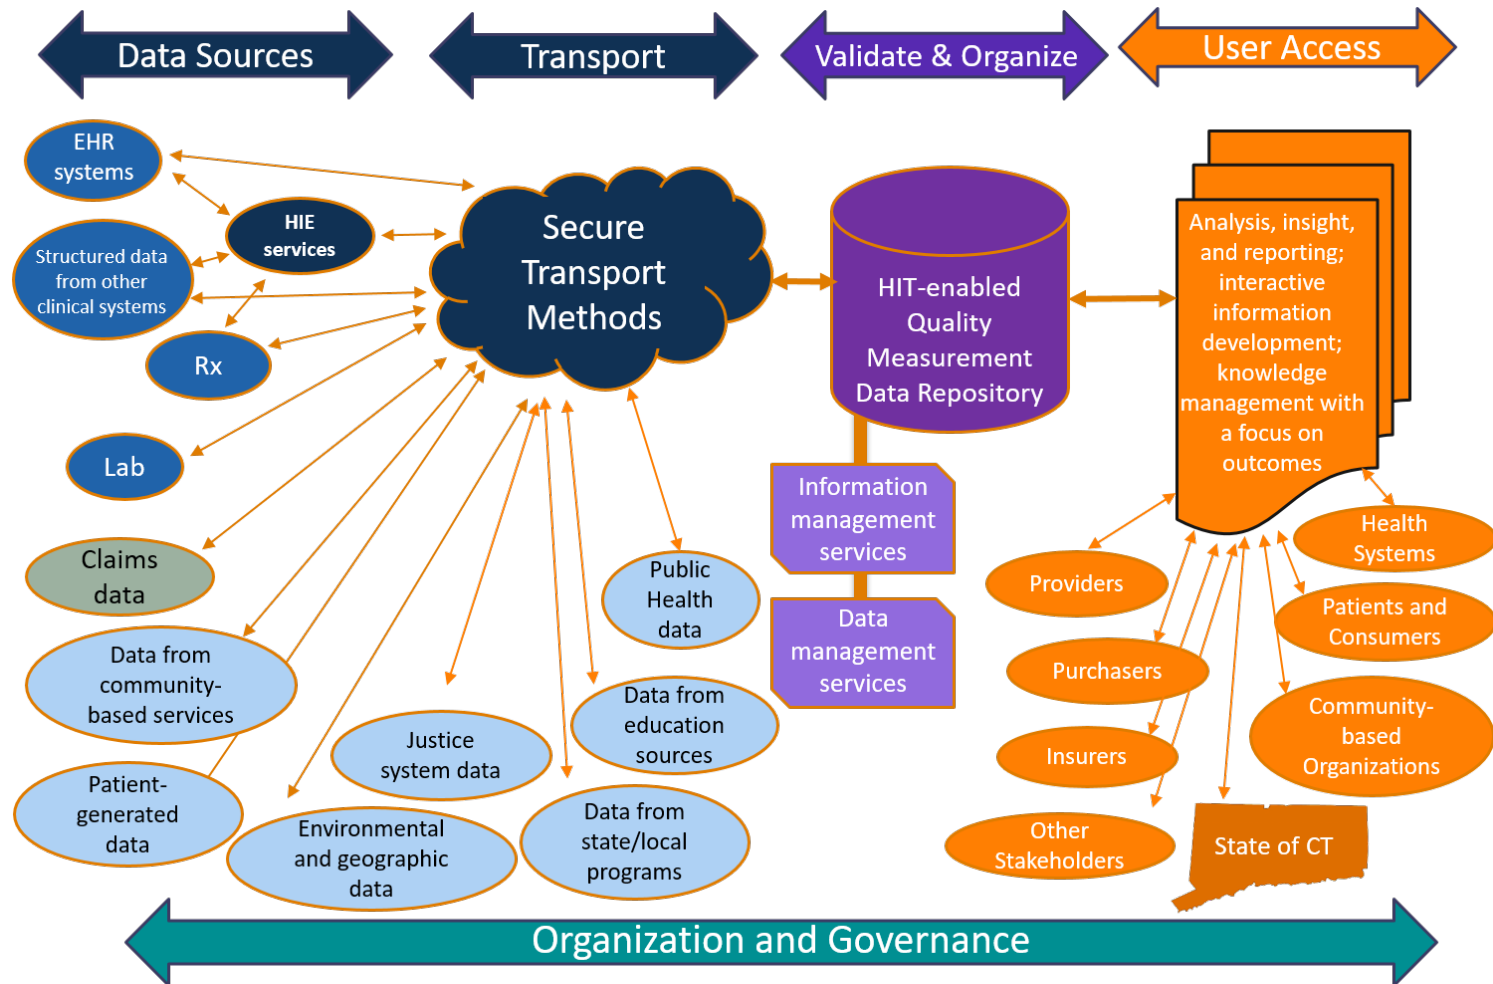 Data Sources
Transport
Validate & Organize
User Access
EHR
systems
HIE
services
Structured data
from other
clinical systems
Rx
Lab
Claims
data
Data from
community-
based services
Patient-
generated
data
Environmental
and geographic
data
Justice
system data
Data from
state/local
programs
Data from
education
sources
Public
Health
data
Secure
Transport
Methods
HIT-enabled
Quality
Measurement
Data Repository
Information
management
services
Data
management
services
Analysis, insight,
and reporting;
interactive
information
development;
knowledge
management with
a focus on
outcomes
Providers
Purchasers
Insurers
Other
Stakeholders
State of CT
Health
Systems
Patients and
Consumers
Community-
based
Organizations
Organization and Governance